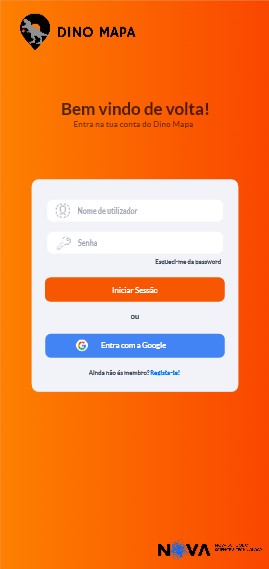 DINO MAPA
Bem vindo de volta!
Entra na tua conta do Dino Mapa
Nome de utilizador
Senha
Esqueci-me da password
Iniciar Sessão
ou
Entra com a Google
Ainda não és membro? Regista-te!
NOVA